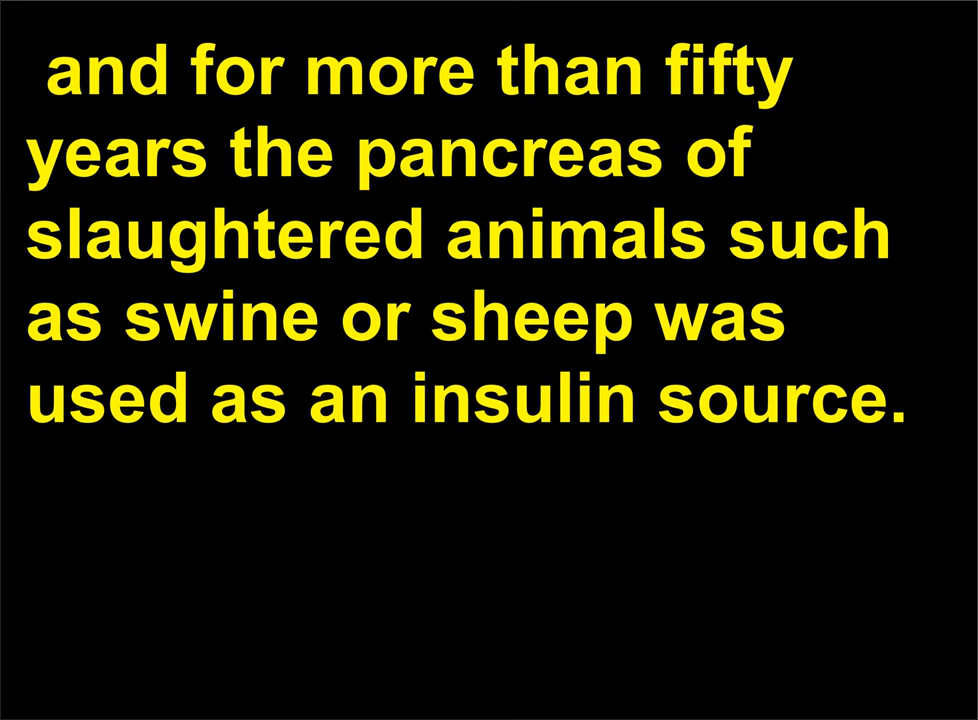 and for more than fifty
years the pancreas of
slaughtered animals such
as swine or sheep was
used as an insulin source.